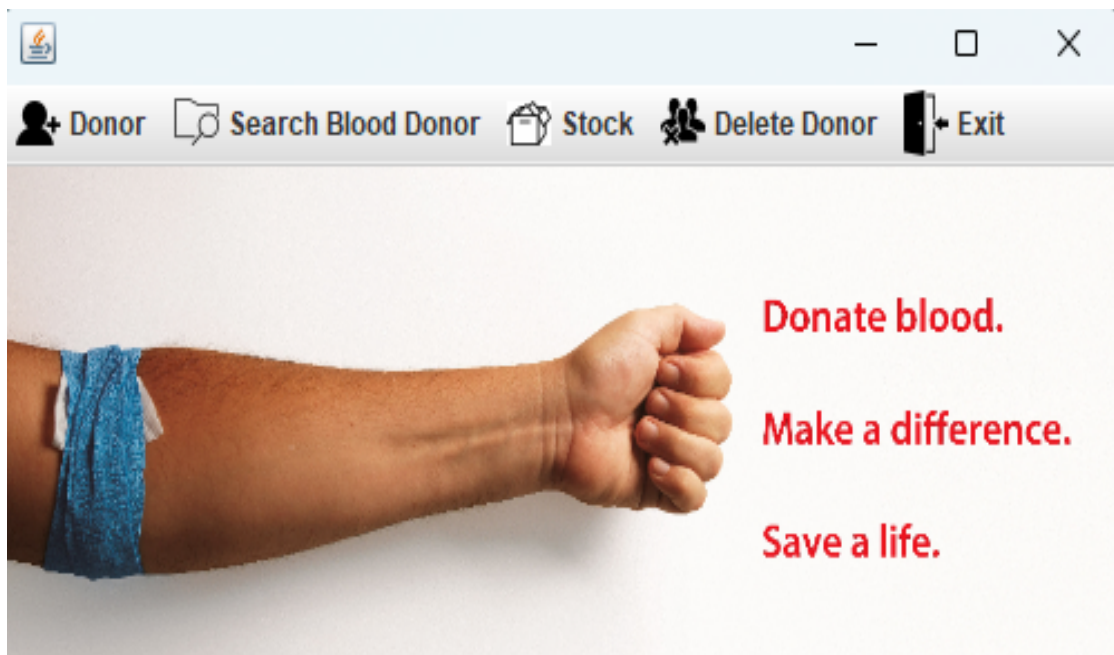 Donor Search Blood Donor Stock Delete Donor Exit
Donate blood.
Make a difference.
Save a life.